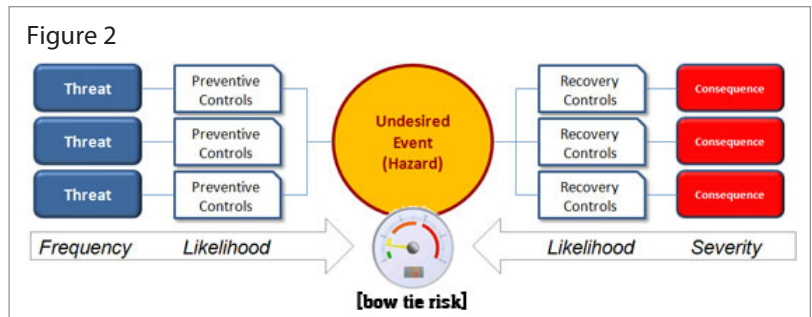 Figure 2
Threat
Preventive
Controls
Threat
Preventive
Controls
Threat
Preventive
Controls
Undesired
Event
(Hazard)
Recovery
Controls
Consequence
Recovery
Controls
Consequence
Recovery
Controls
Consequence
Frequency Likelihood
Likelihood Severity
[bow tie risk]